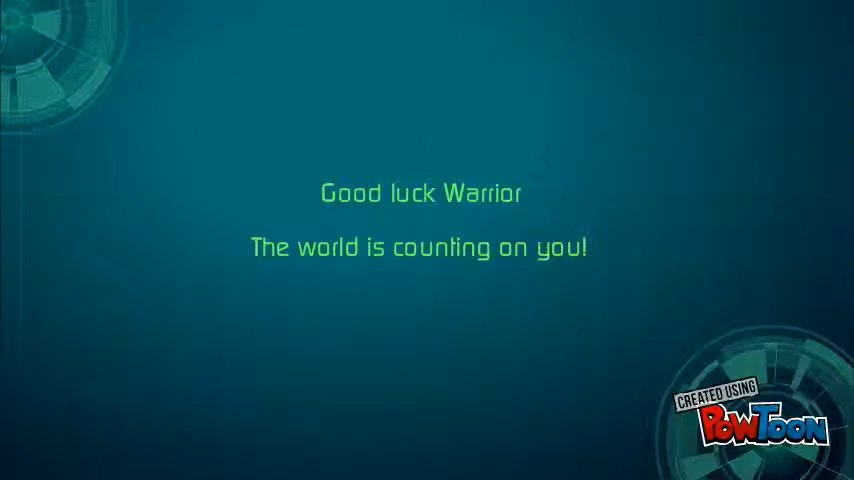 Good luck Warrior
The world is counting on you!
CREATED USING
PowToon